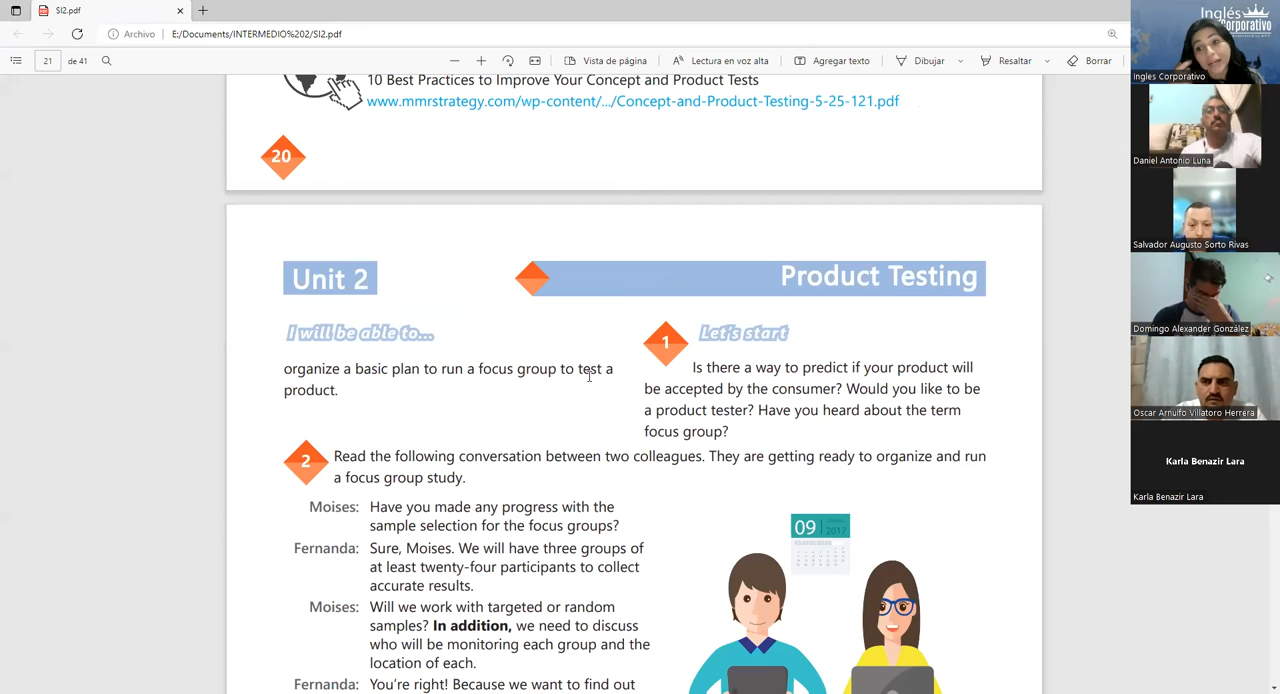 SI2.pdf
Archivo
E:/Documents/INTERMEDIO%202/SI2.pdf
21
de 41
Vista de página
Lectura en voz alta
Agregar texto
Dibujar
Resaltar
Borrar
10 Best Practices to Improve Your Concept and Product Tests
www.mmrstrategy.com/wp-content/.../Concept-and-Product-Testing-5-25-121.pdf
20
Unit 2
Product Testing
I will be able to...
organize a basic plan to run a focus group to test a
product.
1
Let's start
Is there a way to predict if your product will
be accepted by the consumer? Would you like to be
a product tester? Have you heard about the term
focus group?
2
Read the following conversation between two colleagues. They are getting ready to organize and run
a focus group study.
Moises: Have you made any progress with the
sample selection for the focus groups?
Fernanda: Sure, Moises. We will have three groups of
at least twenty-four participants to collect
accurate results.
Moises: Will we work with targeted or random
samples? In addition, we need to discuss
who will be monitoring each group and the
location of each.
Fernanda: You're right! Because we want to find out
09
2017
Inglés
Corporativo
Ingles Corporativo
Daniel Antonio Luna
Salvador Augusto Sorto Rivas
Domingo Alexander González
Oscar Arnulfo Villatoro Herrera
Karla Benazir Lara
Karla Benazir Lara